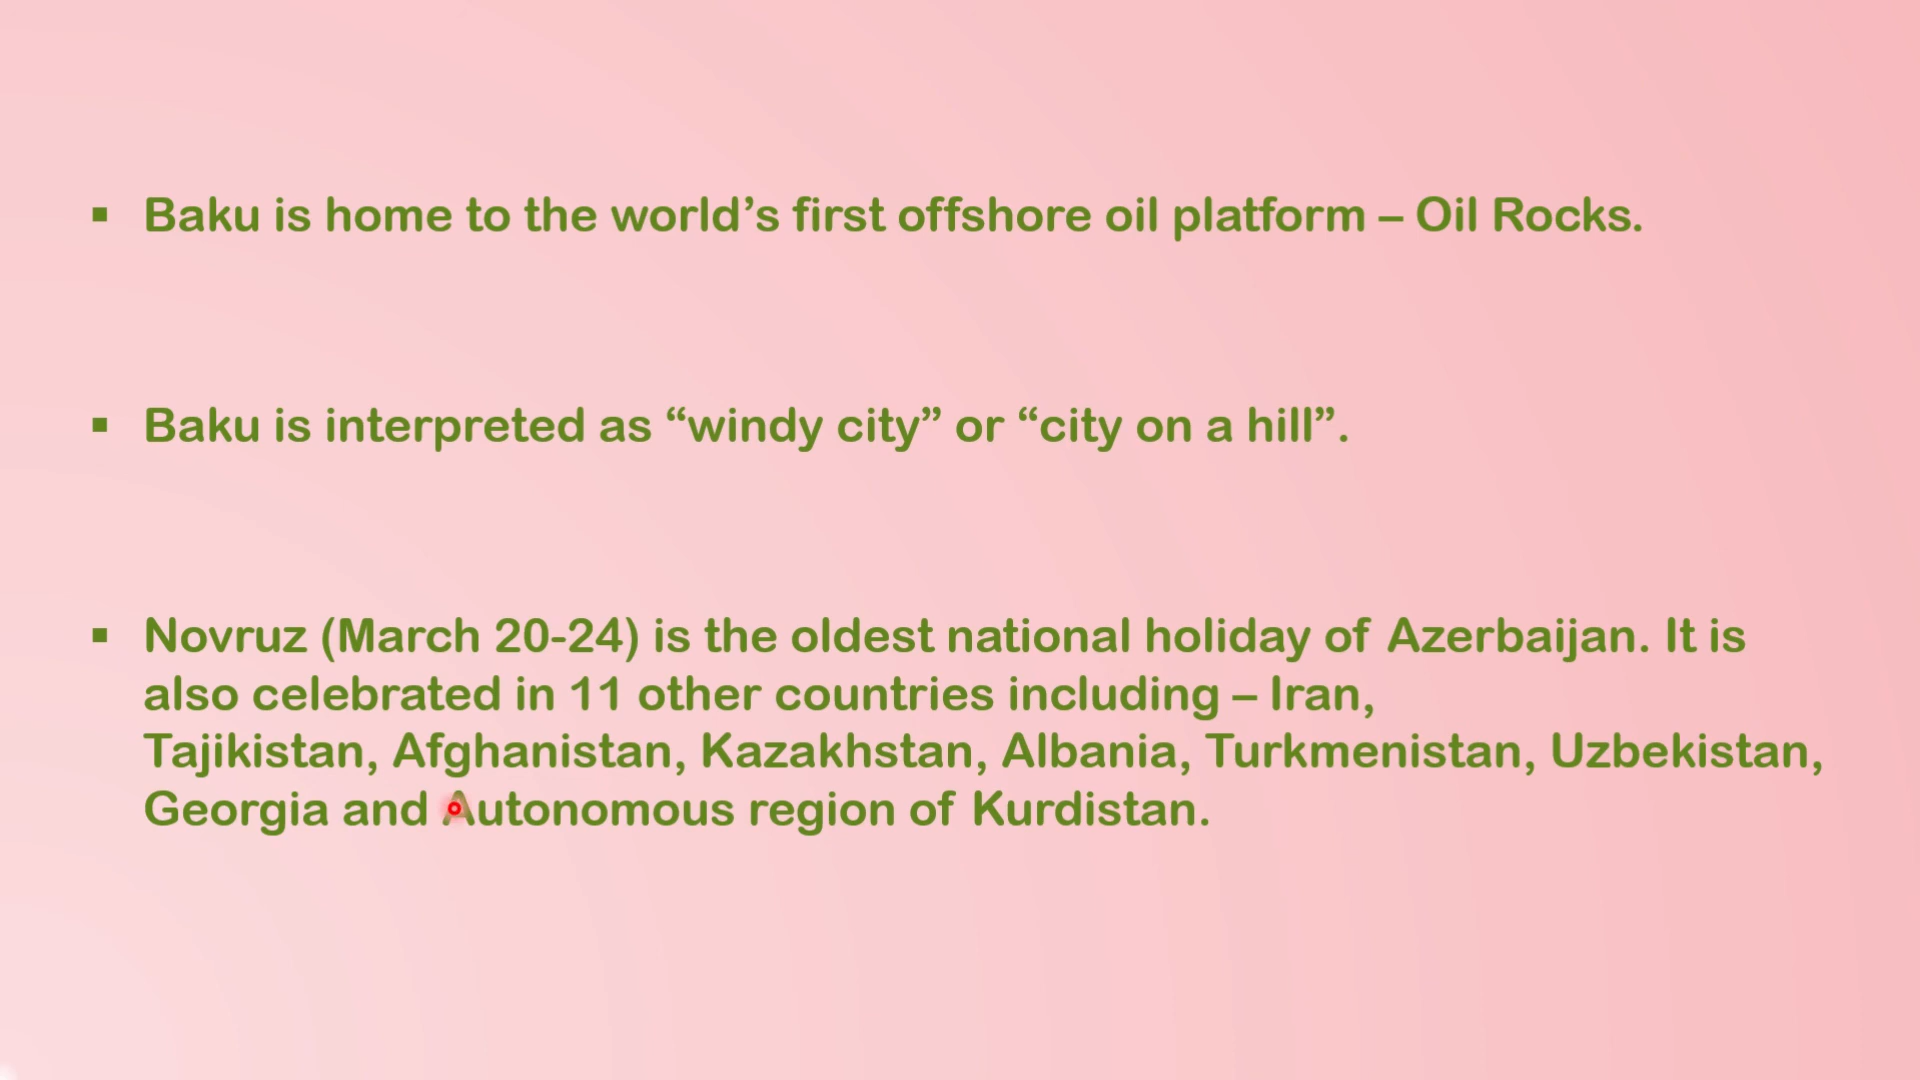 ▪ Baku is home to the world’s first offshore oil platform – Oil Rocks.
▪ Baku is interpreted as “windy city” or “city on a hill”.
▪ Novruz (March 20-24) is the oldest national holiday of Azerbaijan. It is
also celebrated in 11 other countries including – Iran,
Tajikistan, Afghanistan, Kazakhstan, Albania, Turkmenistan, Uzbekistan,
Georgia and Autonomous region of Kurdistan.